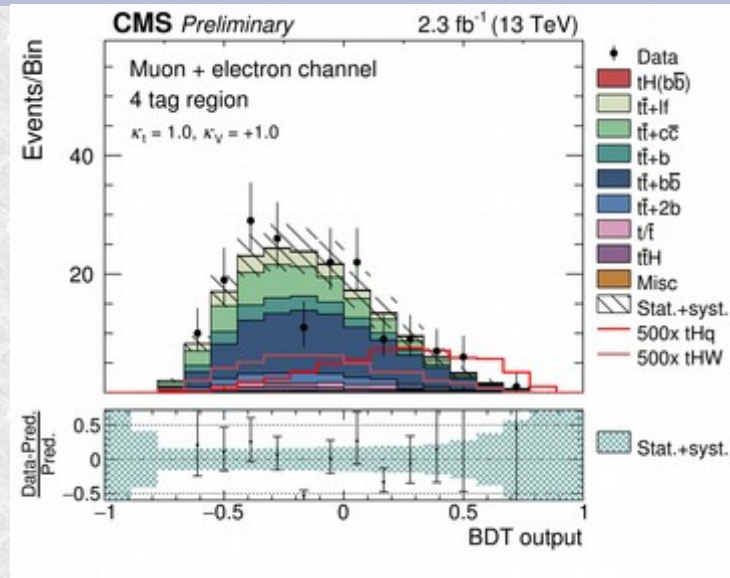 CMS Preliminary 2.3 fb⁻¹ (13 TeV)
Events/Bin
Muon + electron channel
4 tag region
κt = 1.0, κV = +1.0
40
20
Data
tH(bb̄)
tt̄+lf
tt̄+cc̄
tt̄+b
tt̄+bb̄
tt̄+2b
t/t̄
tt̄H
Misc
Stat.+syst.
500x tHq
500x tHW
Data-Pred.
Pred.
0.5
0
−0.5
Stat.+syst.
−1 −0.5 0 0.5 1
BDT output